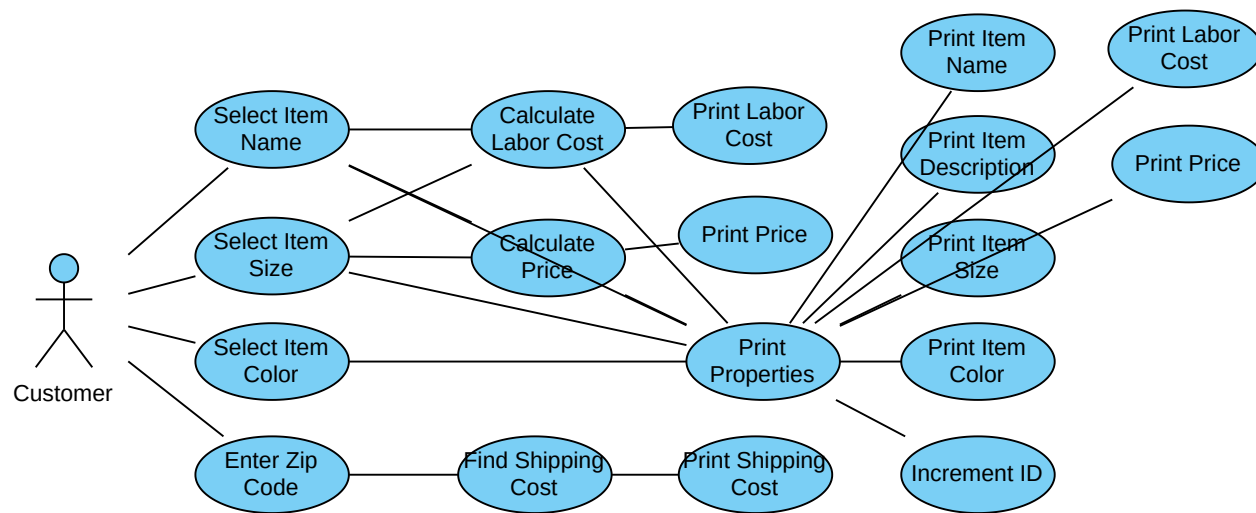 Print Item
Name
Print Labor
Cost
Select Item
Name
Calculate
Labor Cost
Print Labor
Cost
Print Item
Description
Print Price
Select Item
Size
Calculate
Price
Print Price
Print Item
Size
Customer
Select Item
Color
Print
Properties
Print Item
Color
Enter Zip
Code
Find Shipping
Cost
Print Shipping
Cost
Increment ID